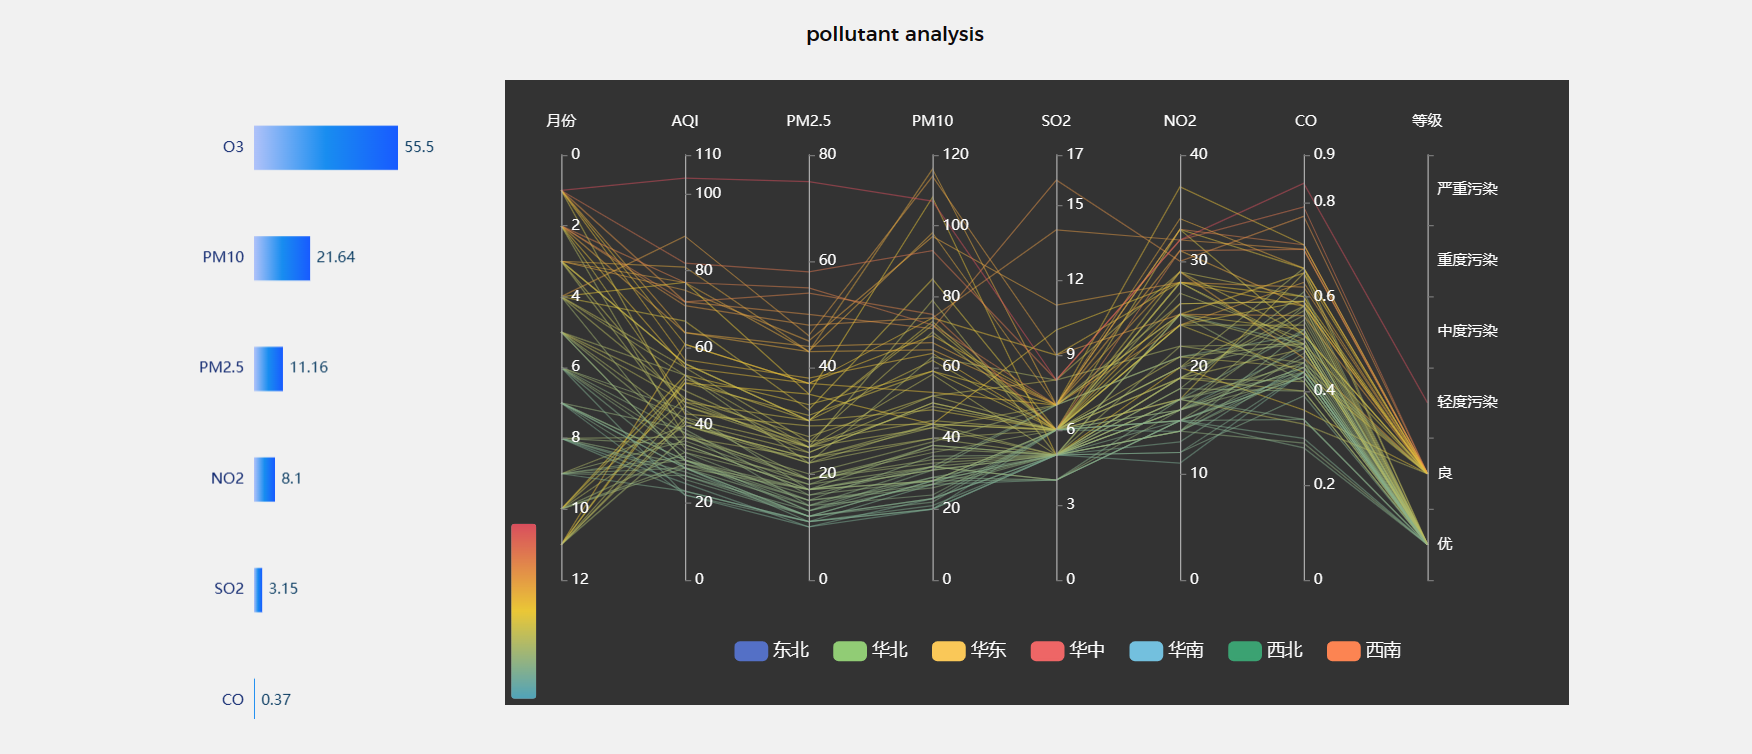 pollutant analysis
O3 55.5
PM10 21.64
PM2.5 11.16
NO2 8.1
SO2 3.15
CO 0.37
月份 AQI PM2.5 PM10 SO2 NO2 CO 等级
0 2 4 6 8 10 12
110 100 80 60 40 20 0
80 60 40 20 0
120 100 80 60 40 20 0
17 15 12 9 6 3 0
40 30 20 10 0
0.9 0.8 0.6 0.4 0.2 0
严重污染
重度污染
中度污染
轻度污染
良
优
东北 华北 华东 华中 华南 西北 西南